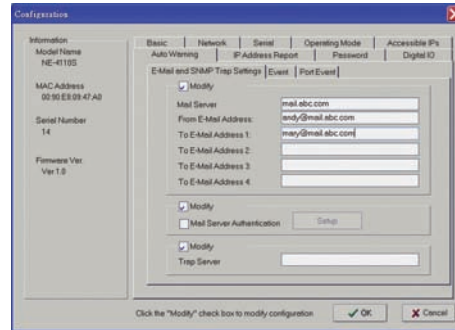 Configuration
Information
Model Name
NE-4110S
MAC Address
00:90:E8:09:47:A0
Serial Number
14
Firmware Ver.
Ver 1.0
Basic Network Serial Operating Mode Accessible IPs
Auto Warning IP Address Report Password Digital IO
E-Mail and SNMP Trap Settings Event Port Event
Modify
Mail Server mail.abc.com
From E-Mail Address: andy@mail.abc.com
To E-Mail Address 1: mary@mail.abc.com
To E-Mail Address 2:
To E-Mail Address 3:
To E-Mail Address 4:
Modify
Mail Server Authentication Setup
Modify
Trap Server
Click the "Modify" check box to modify configuration OK Cancel